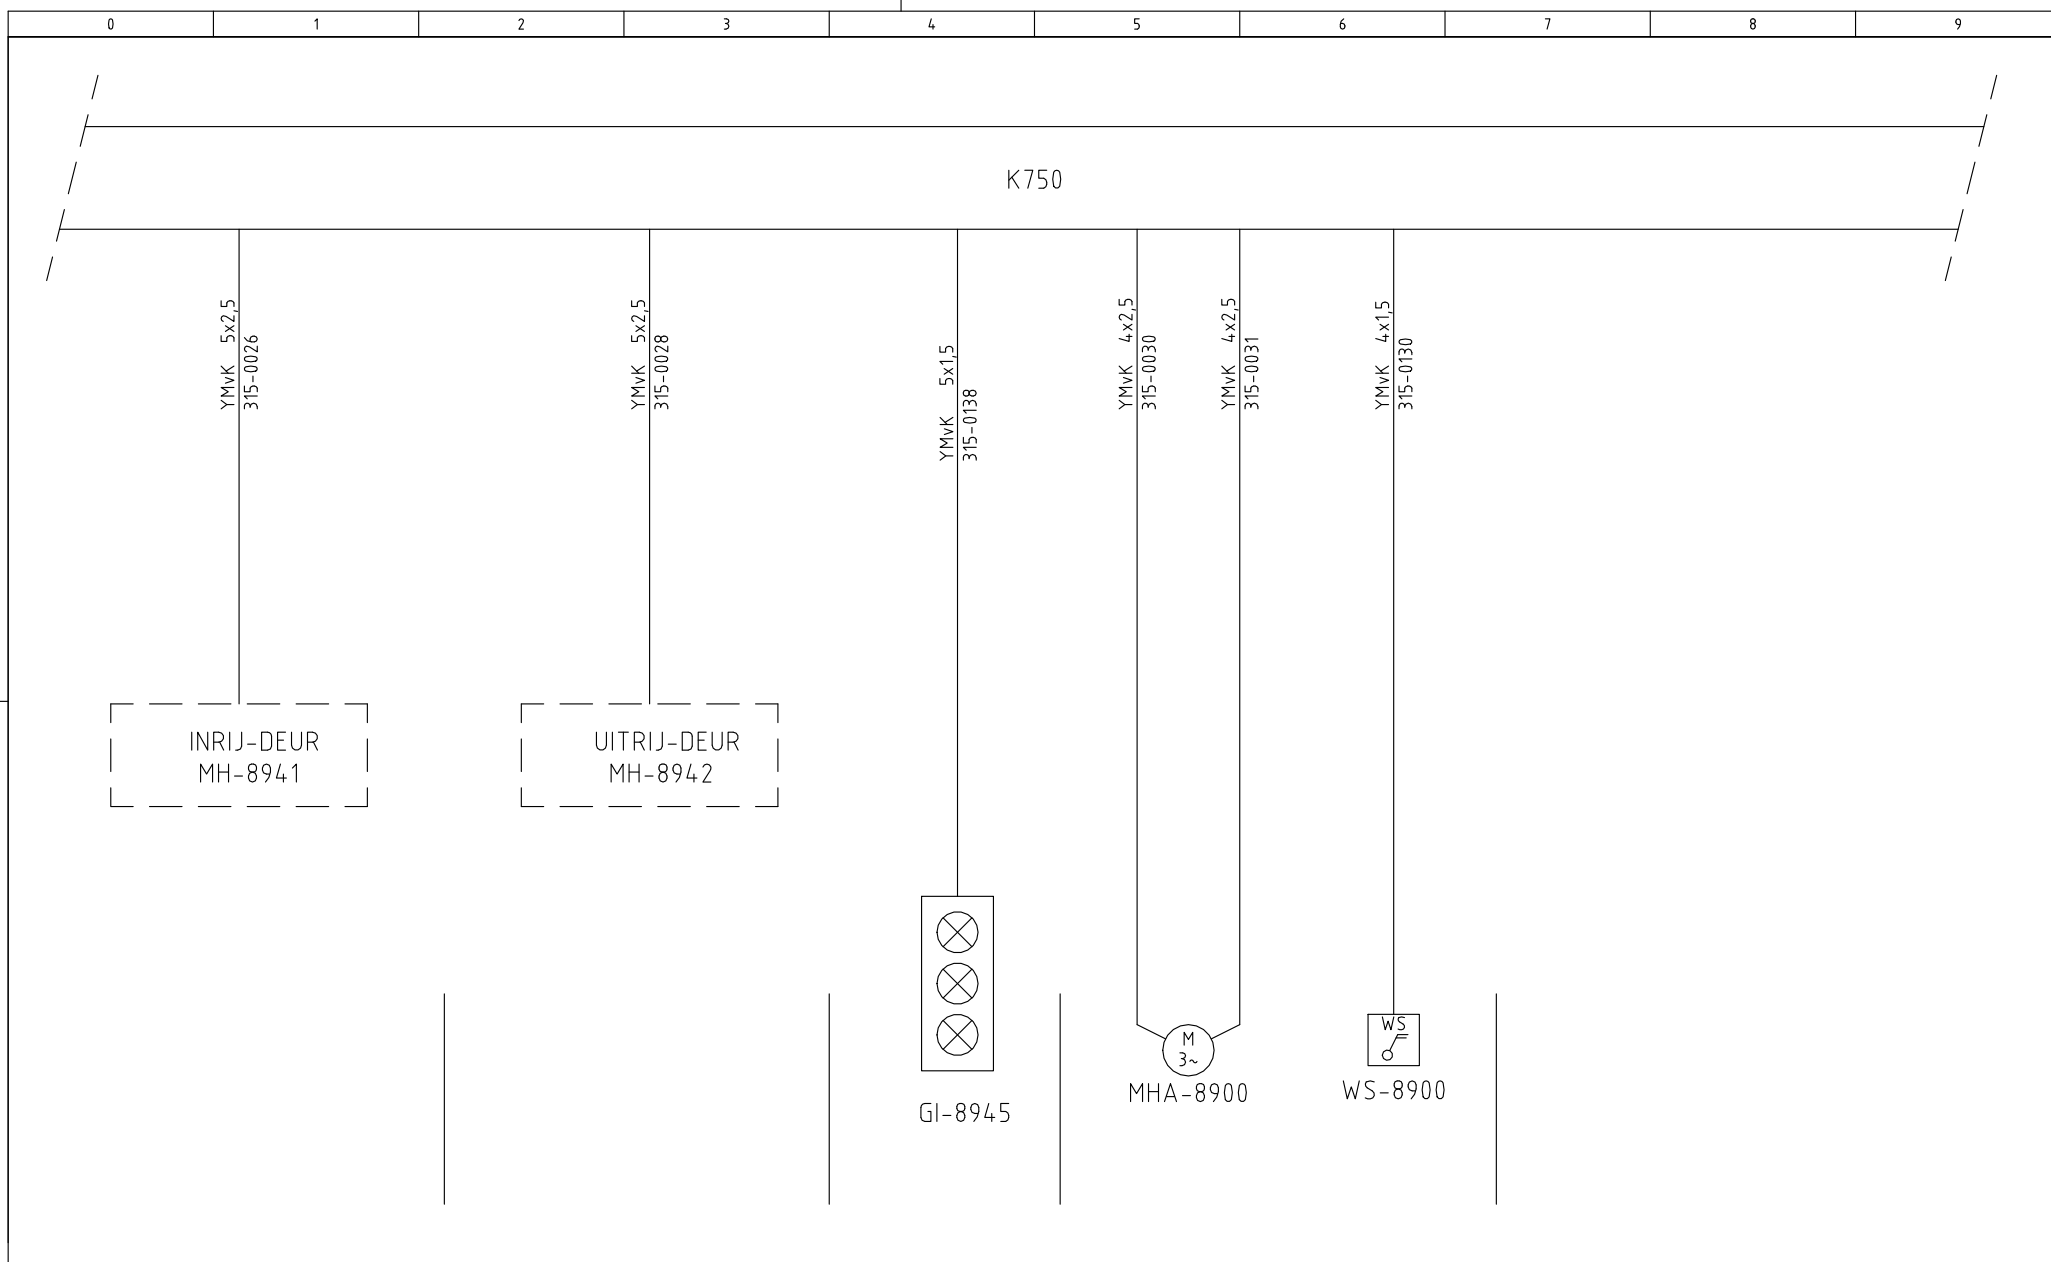 0 1 2 3 4 5 6 7 8 9
K750
YMvK 5x2,5
315-0026
YMvK 5x2,5
315-0028
YMvK 5x1,5
315-0138
YMvK 4x2,5
315-0030
YMvK 4x2,5
315-0031
YMvK 4x1,5
315-0130
INRIJ-DEUR
MH-8941
UITRIJ-DEUR
MH-8942
GI-8945
M
3~
MHA-8900
WS
WS-8900